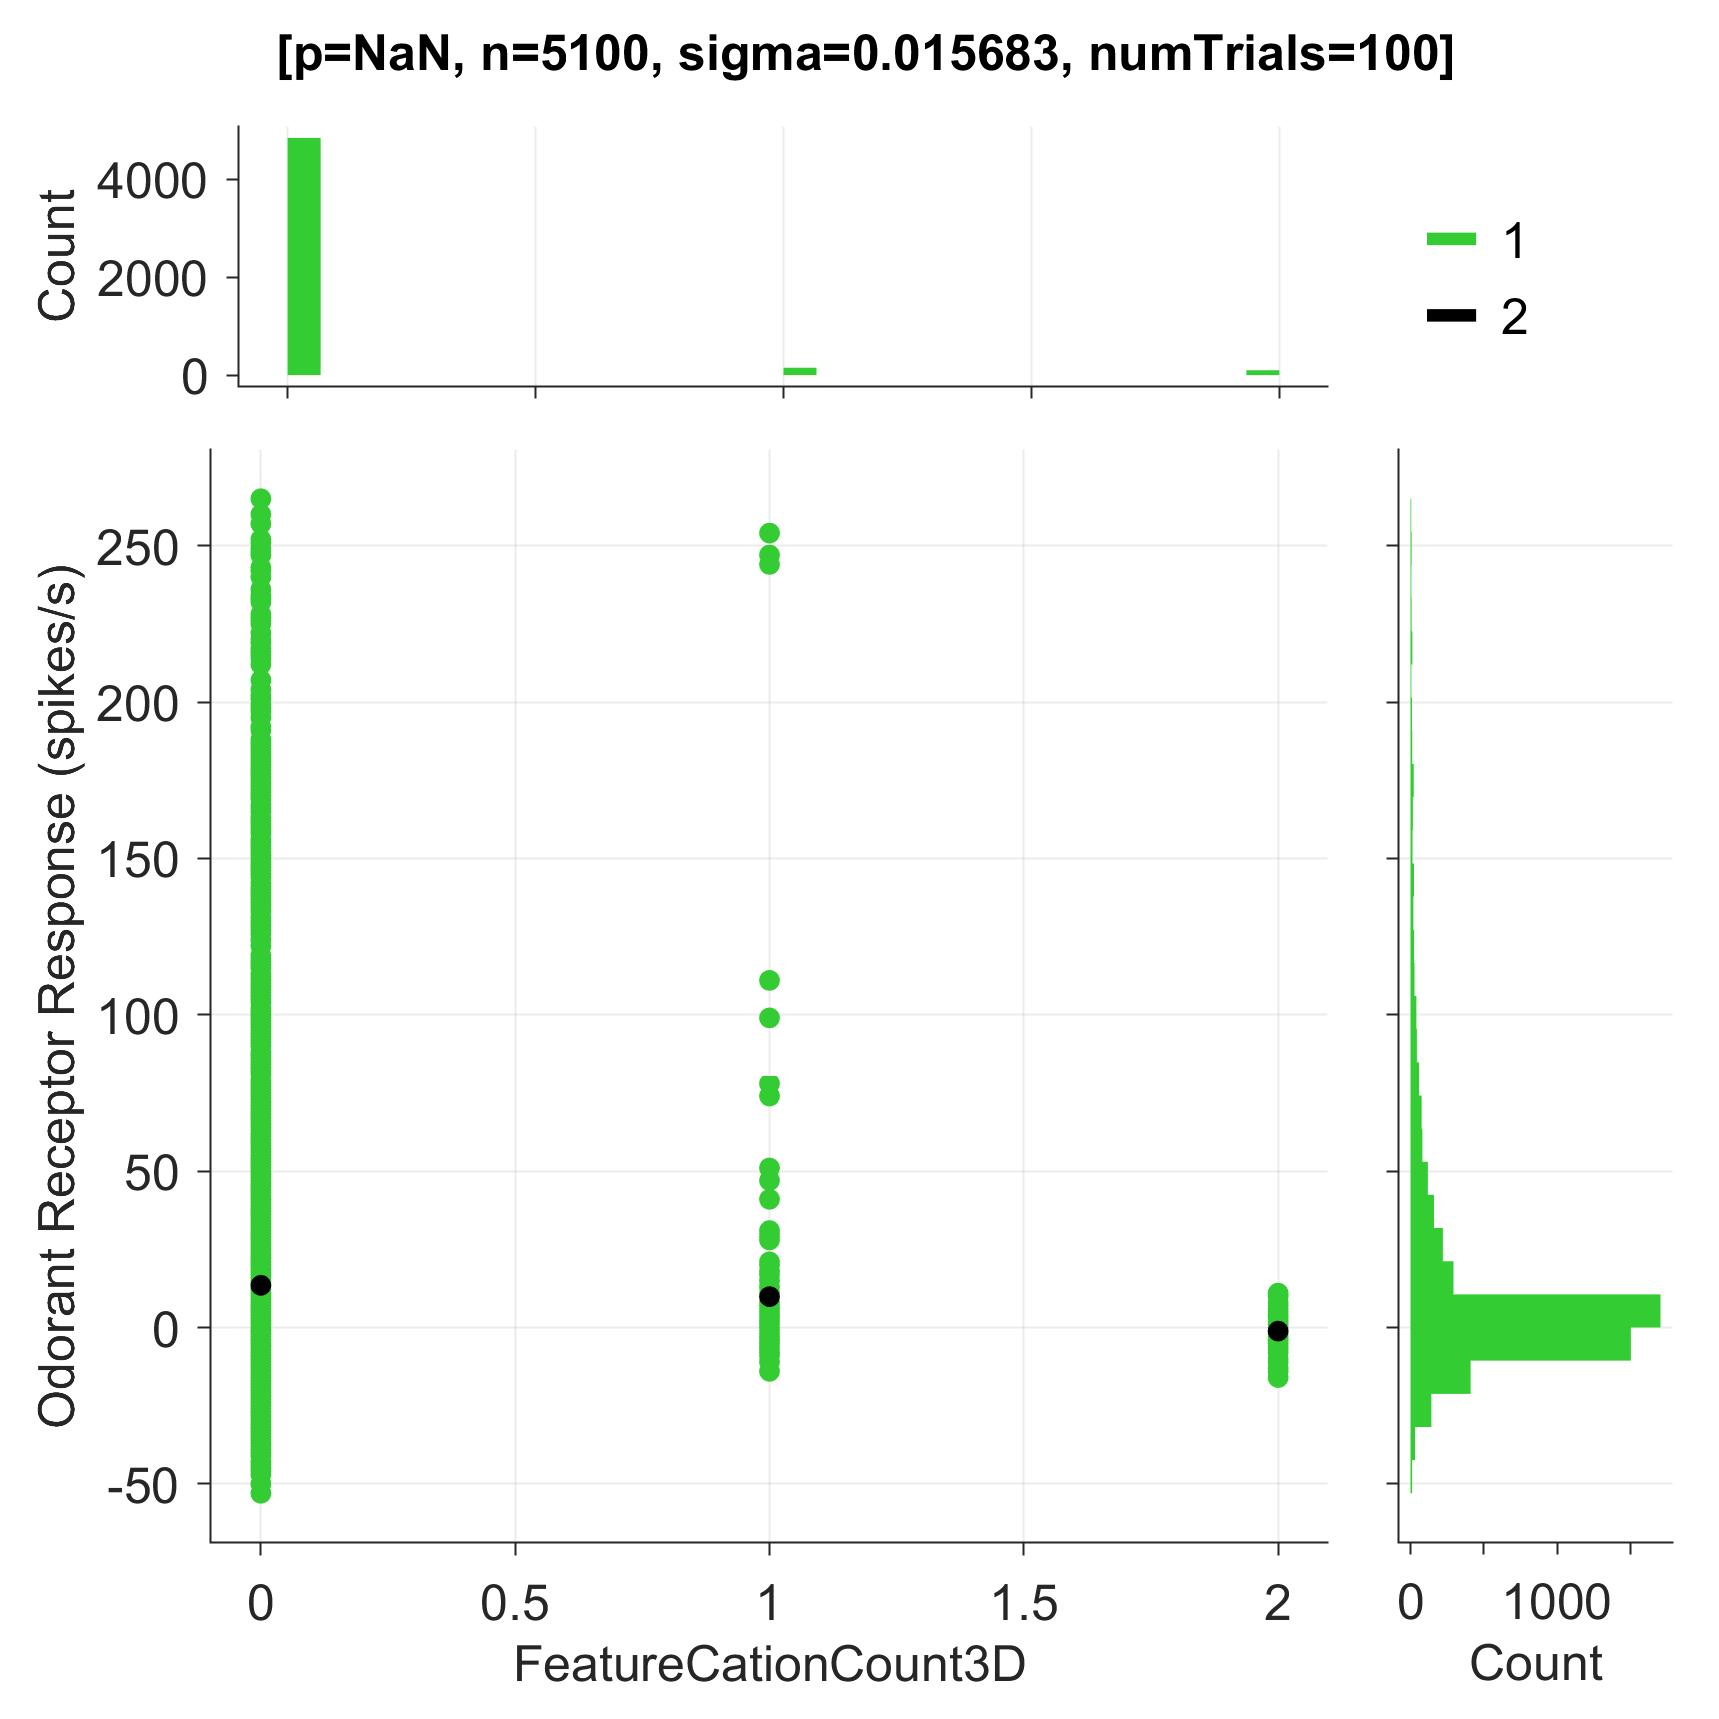 [p=NaN, n=5100, sigma=0.015683, numTrials=100]
Count
4000
2000
0
1
2
Odorant Receptor Response (spikes/s)
250
200
150
100
50
0
-50
0 0.5 1 1.5 2
FeatureCationCount3D
0 1000
Count